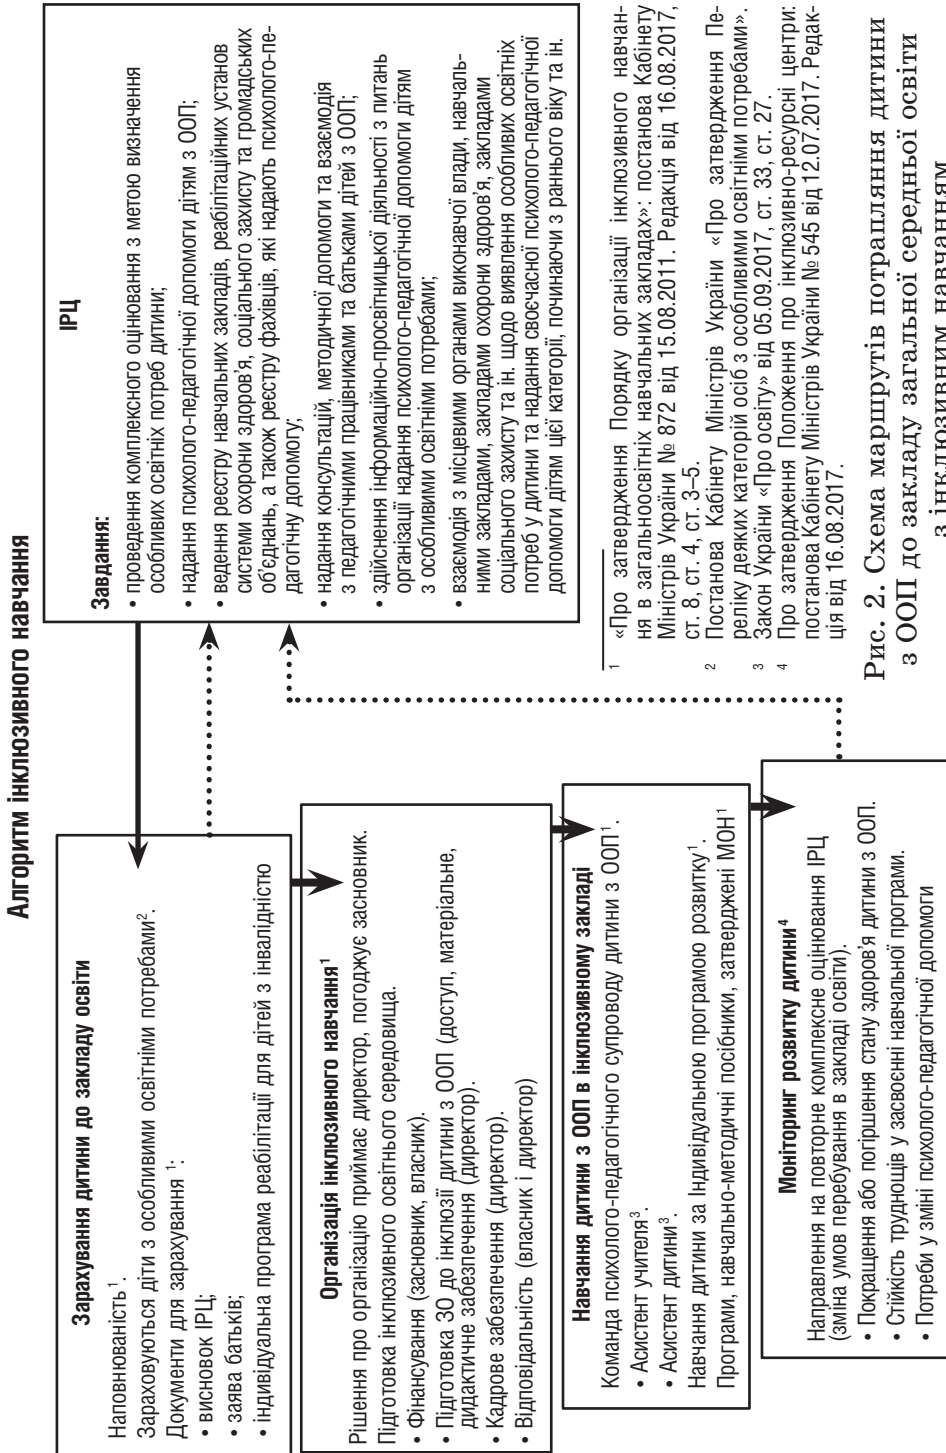 Алгоритм інклюзивного навчання
Зарахування дитини до закладу освіти
Наповнюваність¹.
Зараховуються діти з особливими освітніми потребами².
Документи для зарахування ¹:
• висновок ІРЦ;
• заява батьків;
• індивідуальна програма реабілітації для дітей з інвалідністю
Організація інклюзивного навчання¹
Рішення про організацію приймає директор, погоджує засновник.
Підготовка інклюзивного освітнього середовища.
• Фінансування (засновник, власник).
• Підготовка ЗО до інклюзії дитини з ООП (доступ, матеріальне,
дидактичне забезпечення (директор).
• Кадрове забезпечення (директор).
• Відповідальність (власник і директор)
Навчання дитини з ООП в інклюзивному закладі
Команда психолого-педагогічного супроводу дитини з ООП¹.
• Асистент учителя³.
• Асистент дитини³.
Навчання дитини за Індивідуальною програмою розвитку¹.
Програми, навчально-методичні посібники, затверджені МОН¹
Моніторинг розвитку дитини⁴
Направлення на повторне комплексне оцінювання ІРЦ
(зміна умов перебування в закладі освіти).
• Покращення або погіршення стану здоров'я дитини з ООП.
• Стійкість труднощів у засвоєнні навчальної програми.
• Потреби у зміні психолого-педагогічної допомоги
ІРЦ
Завдання:
• проведення комплексного оцінювання з метою визначення
особливих освітніх потреб дитини;
• надання психолого-педагогічної допомоги дітям з ООП;
• ведення реєстру навчальних закладів, реабілітаційних установ
системи охорони здоров'я, соціального захисту та громадських
об'єднань, а також реєстру фахівців, які надають психолого-пе-
дагогічну допомогу;
• надання консультацій, методичної допомоги та взаємодія
з педагогічними працівниками та батьками дітей з ООП;
• здійснення інформаційно-просвітницької діяльності з питань
організації надання психолого-педагогічної допомоги дітям
з особливими освітніми потребами;
• взаємодія з місцевими органами виконавчої влади, навчаль-
ними закладами, закладами охорони здоров'я, закладами
соціального захисту та ін. щодо виявлення особливих освітніх
потреб у дитини та надання своєчасної психолого-педагогічної
допомоги дітям цієї категорії, починаючи з раннього віку та ін.
¹ «Про затвердження Порядку організації інклюзивного навчан-
ня в загальноосвітніх навчальних закладах»: постанова Кабінету
Міністрів України № 872 від 15.08.2011. Редакція від 16.08.2017,
ст. 8, ст. 4, ст. 3–5.
² Постанова Кабінету Міністрів України «Про затвердження Пе-
реліку деяких категорій осіб з особливими освітніми потребами».
³ Закон України «Про освіту» від 05.09.2017, ст. 33, ст. 27.
⁴ Про затвердження Положення про інклюзивно-ресурсні центри:
постанова Кабінету Міністрів України № 545 від 12.07.2017. Редак-
ція від 16.08.2017.
Рис. 2. Схема маршрутів потрапляння дитини
з ООП до закладу загальної середньої освіти
з інклюзивним навчанням